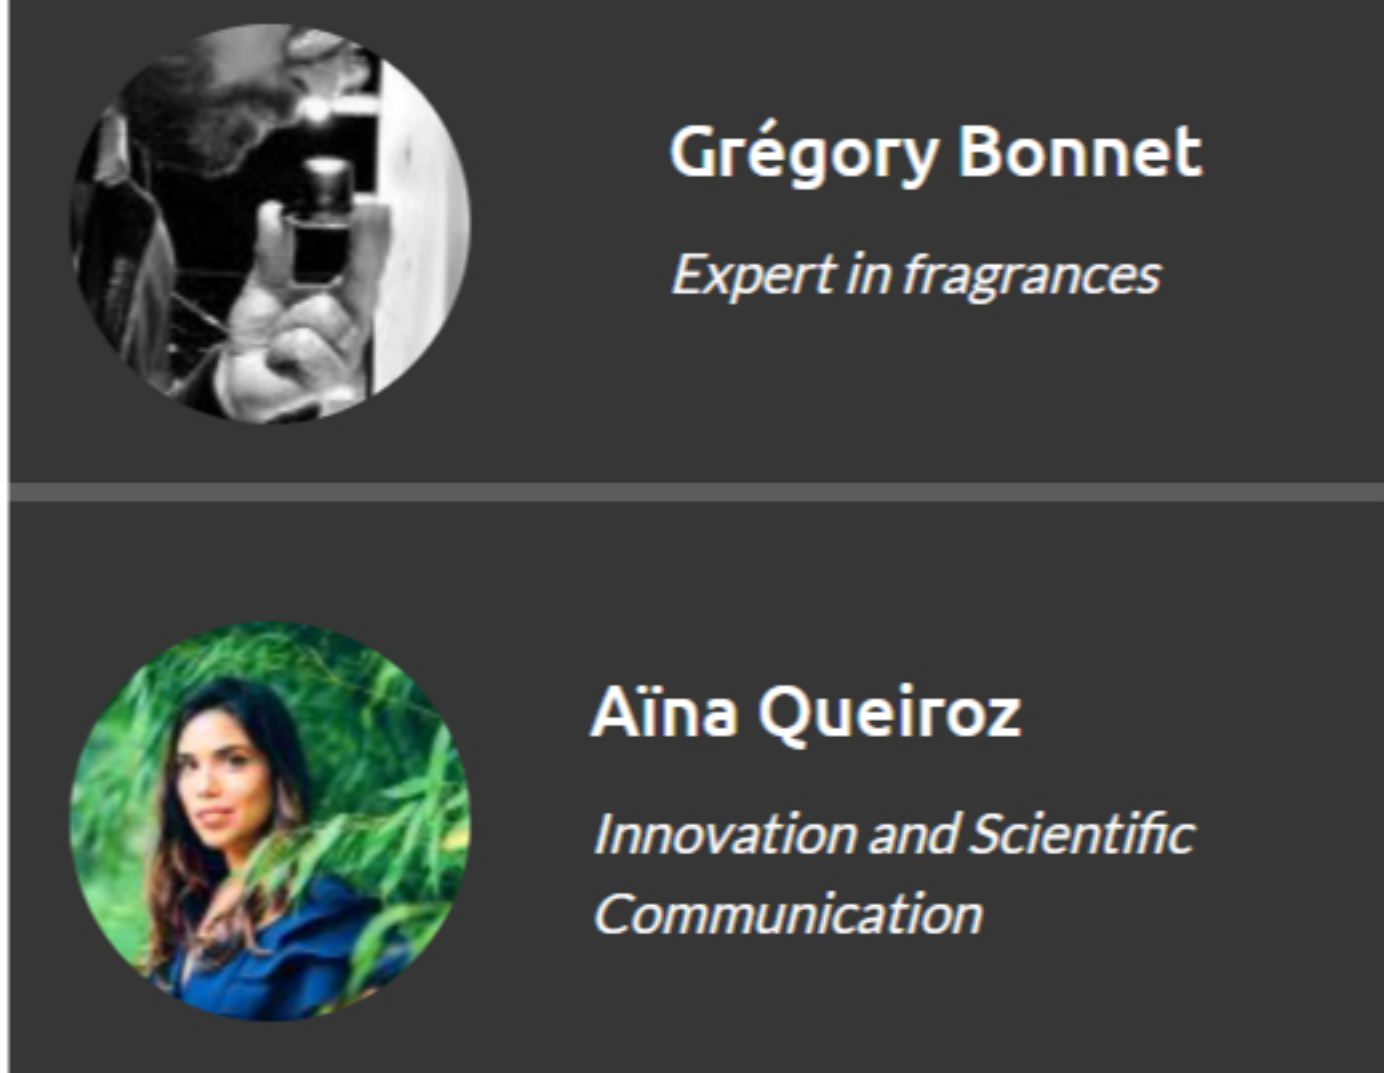 Grégory Bonnet
Expert in fragrances
Aïna Queiroz
Innovation and Scientific
Communication